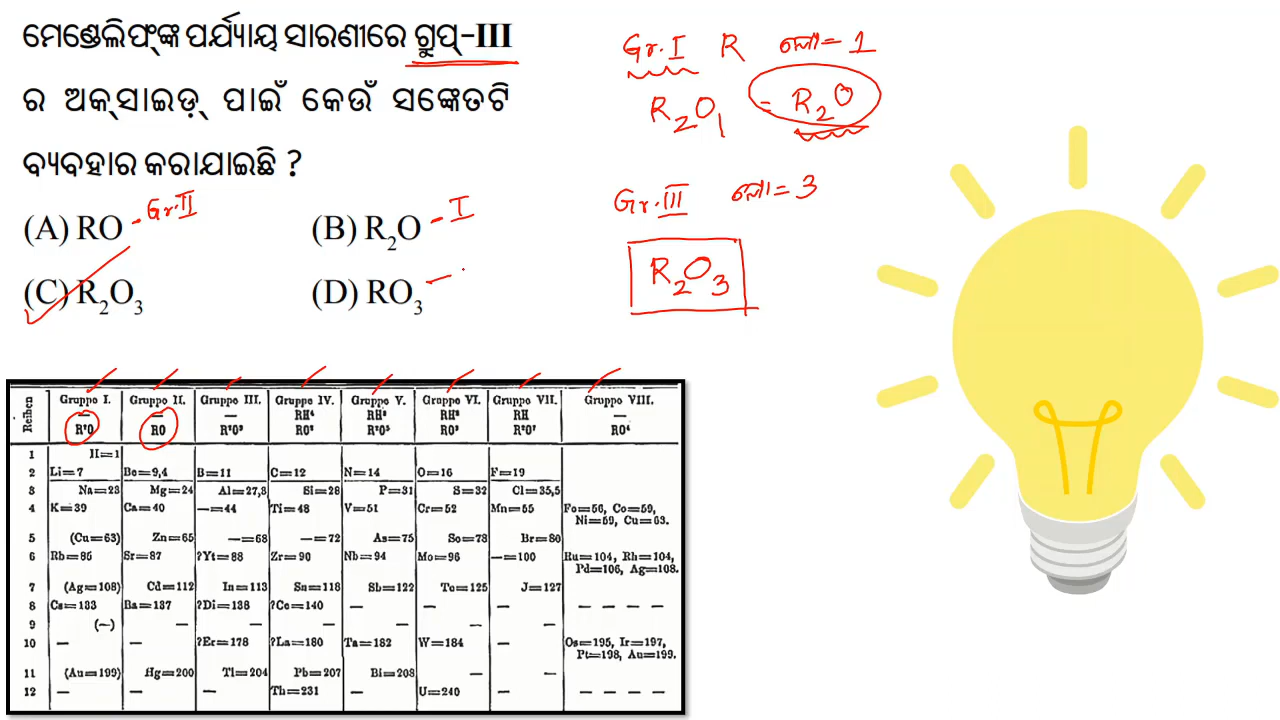 ମେଣ୍ଡେଲିଫ୍‌ଙ୍କ ପର୍ଯ୍ୟାୟ ସାରଣୀରେ ଗ୍ରୁପ୍‌-III
ର ଅକ୍‌ସାଇଡ଼୍ ପାଇଁ କେଉଁ ସଙ୍କେତଟି
ବ୍ୟବହାର କରାଯାଇଛି ?
(A) RO - Gr.II
(B) R₂O - I
(C) R₂O₃
(D) RO₃ -
Gr.I R = 1
R₂O₁ = R₂O
Gr.III = 3
R₂O₃
Reihen Gruppo I. Gruppo II. Gruppo III. Gruppo IV. Gruppo V. Gruppo VI. Gruppo VII. Gruppo VIII.
— — — RH⁴ RH³ RH² RH —
R²O RO R²O³ RO² R²O⁵ RO³ R²O⁷ RO⁴
1 H=1
2 Li=7 Be=9,4 B=11 C=12 N=14 O=16 F=19
3 Na=23 Mg=24 Al=27,3 Si=28 P=31 S=32 Cl=35,5
4 K=39 Ca=40 —=44 Ti=48 V=51 Cr=52 Mn=55 Fo=56, Co=59,
Ni=59, Cu=63.
5 (Cu=63) Zn=65 —=68 —=72 As=75 So=78 Br=80
6 Rb=85 Sr=87 ?Yt=88 Zr=90 Nb=94 Mo=96 —=100 Ru=104, Rh=104,
Pd=106, Ag=108.
7 (Ag=108) Cd=112 In=113 Sn=118 Sb=122 To=125 J=127
8 Cs=133 Ba=137 ?Di=138 ?Co=140 — — — — — — —
9 (—) — — — — — —
10 — — ?Er=178 ?La=180 Ta=182 W=184 — Os=195, Ir=197,
Pt=198, Au=199.
11 (Au=199) Hg=200 Tl=204 Pb=207 Bi=208 — —
12 — — — Th=231 — U=240 — — — — —